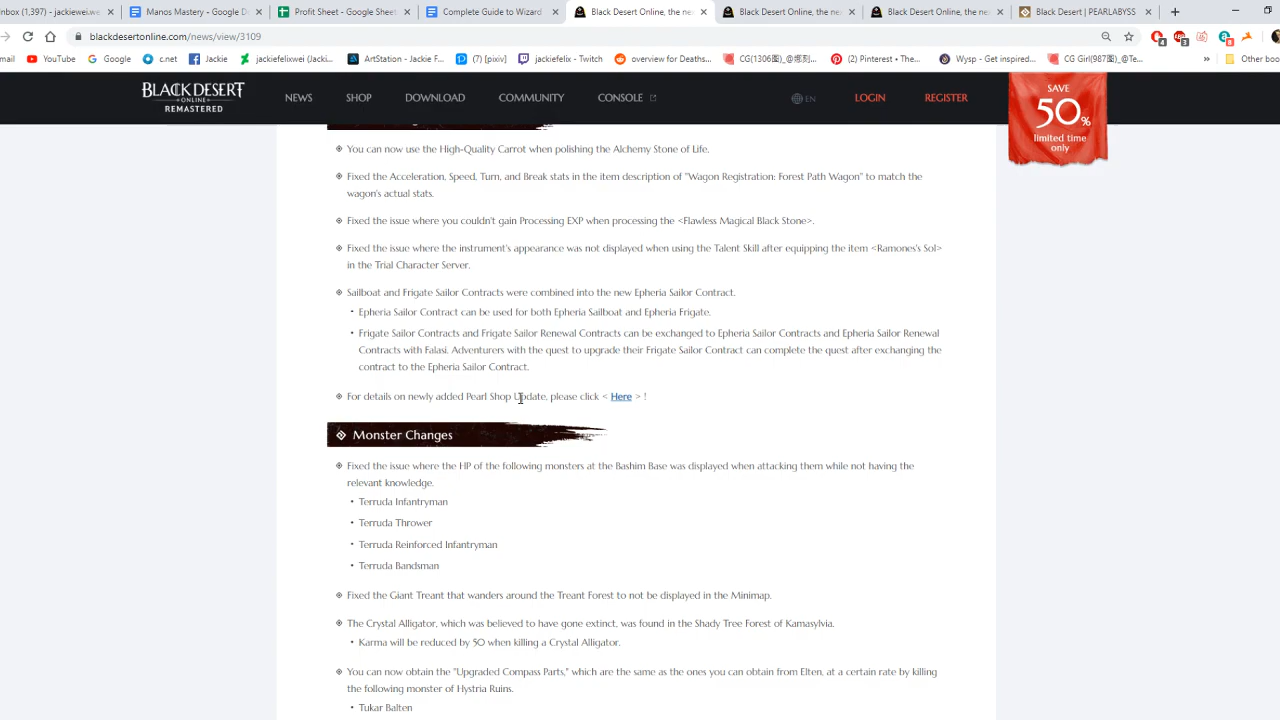 Inbox (1,397) - jackiewei.wei
Manos Mastery - Google D
Profit Sheet - Google Sheets
Complete Guide to Wizard
Black Desert Online, the ne
Black Desert Online, the ne
Black Desert Online, the ne
Black Desert | PEARLABYSS
blackdesertonline.com/news/view/3109
YouTube
Google
c.net
Jackie
jackiefelixwei (Jacki...
ArtStation - Jackie F...
(7) [pixiv]
jackiefelix - Twitch
overview for Deaths...
(10) Pinterest • The...
Wysp - Get inspired...
Other boo
BLACK DESERT
ONLINE
REMASTERED
NEWS
SHOP
DOWNLOAD
COMMUNITY
CONSOLE
EN
LOGIN
REGISTER
SAVE
50%
limited time
only
You can now use the High-Quality Carrot when polishing the Alchemy Stone of Life.
Fixed the Acceleration, Speed, Turn, and Break stats in the item description of "Wagon Registration: Forest Path Wagon" to match the
wagon's actual stats.
Fixed the issue where you couldn't gain Processing EXP when processing the <Flawless Magical Black Stone>.
Fixed the issue where the instrument's appearance was not displayed when using the Talent Skill after equipping the item <Ramones's Sol>
in the Trial Character Server.
Sailboat and Frigate Sailor Contracts were combined into the new Epheria Sailor Contract.
Epheria Sailor Contract can be used for both Epheria Sailboat and Epheria Frigate.
Frigate Sailor Contracts and Frigate Sailor Renewal Contracts can be exchanged to Epheria Sailor Contracts and Epheria Sailor Renewal
Contracts with Falasi. Adventurers with the quest to upgrade their Frigate Sailor Contract can complete the quest after exchanging the
contract to the Epheria Sailor Contract.
For details on newly added Pearl Shop Update, please click < Here > !
Monster Changes
Fixed the issue where the HP of the following monsters at the Bashim Base was displayed when attacking them while not having the
relevant knowledge.
Terruda Infantryman
Terruda Thrower
Terruda Reinforced Infantryman
Terruda Bandsman
Fixed the Giant Treant that wanders around the Treant Forest to not be displayed in the Minimap.
The Crystal Alligator, which was believed to have gone extinct, was found in the Shady Tree Forest of Kamasylvia.
Karma will be reduced by 50 when killing a Crystal Alligator.
You can now obtain the "Upgraded Compass Parts," which are the same as the ones you can obtain from Elten, at a certain rate by killing
the following monster of Hystria Ruins.
Tukar Balten